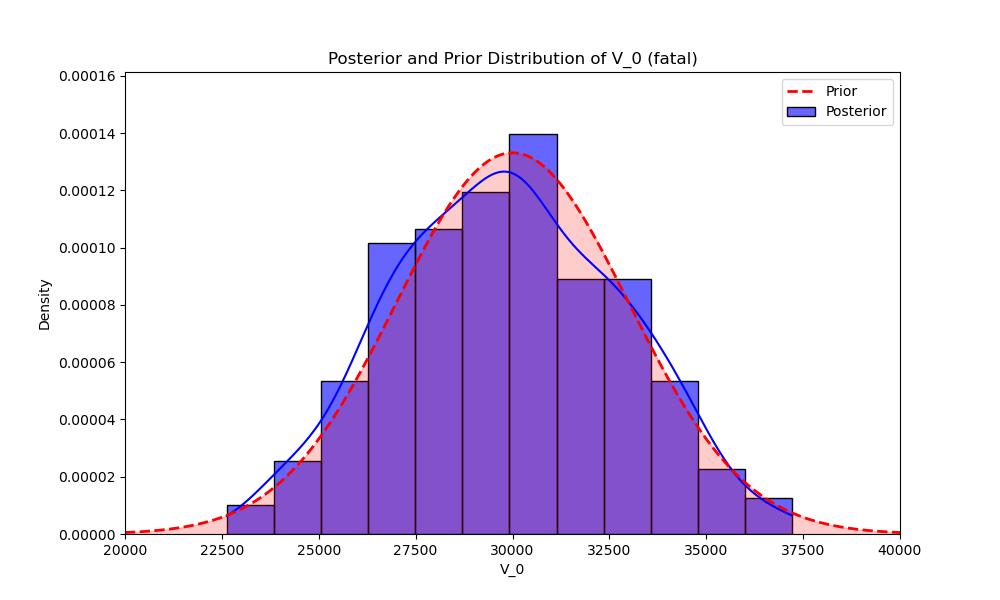 Posterior and Prior Distribution of V_0 (fatal)
Prior
Posterior
Density
0.00016
0.00014
0.00012
0.00010
0.00008
0.00006
0.00004
0.00002
0.00000
20000 22500 25000 27500 30000 32500 35000 37500 40000
V_0